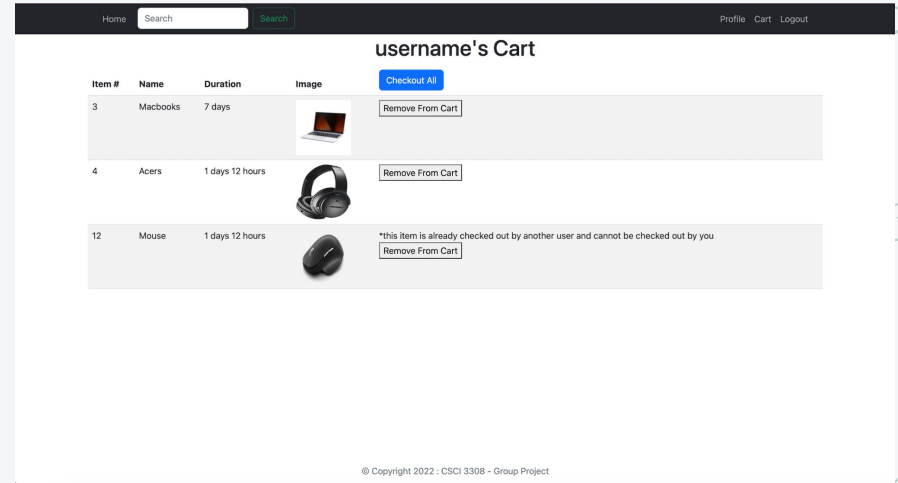 Home Search Search Profile Cart Logout
username's Cart
Item # Name Duration Image Checkout All
3 Macbooks 7 days Remove From Cart
4 Acers 1 days 12 hours Remove From Cart
12 Mouse 1 days 12 hours *this item is already checked out by another user and cannot be checked out by you
Remove From Cart
© Copyright 2022 : CSCI 3308 - Group Project